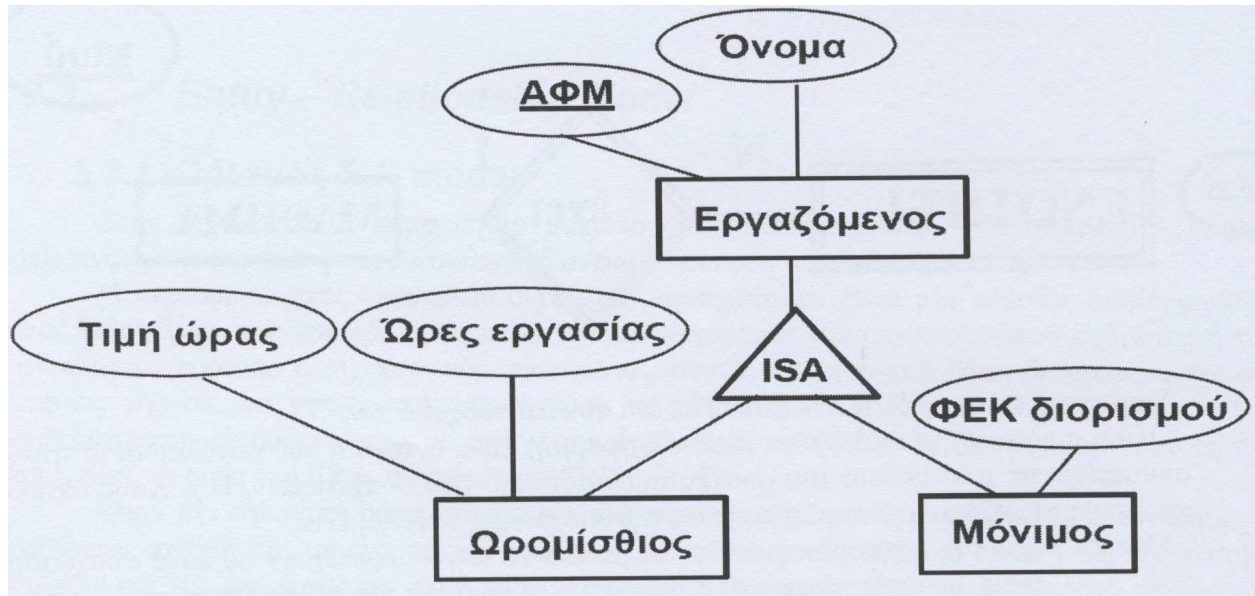 Όνομα
ΑΦΜ
Εργαζόμενος
Τιμή ώρας
Ώρες εργασίας
ISA
ΦΕΚ διορισμού
Ωρομίσθιος
Μόνιμος